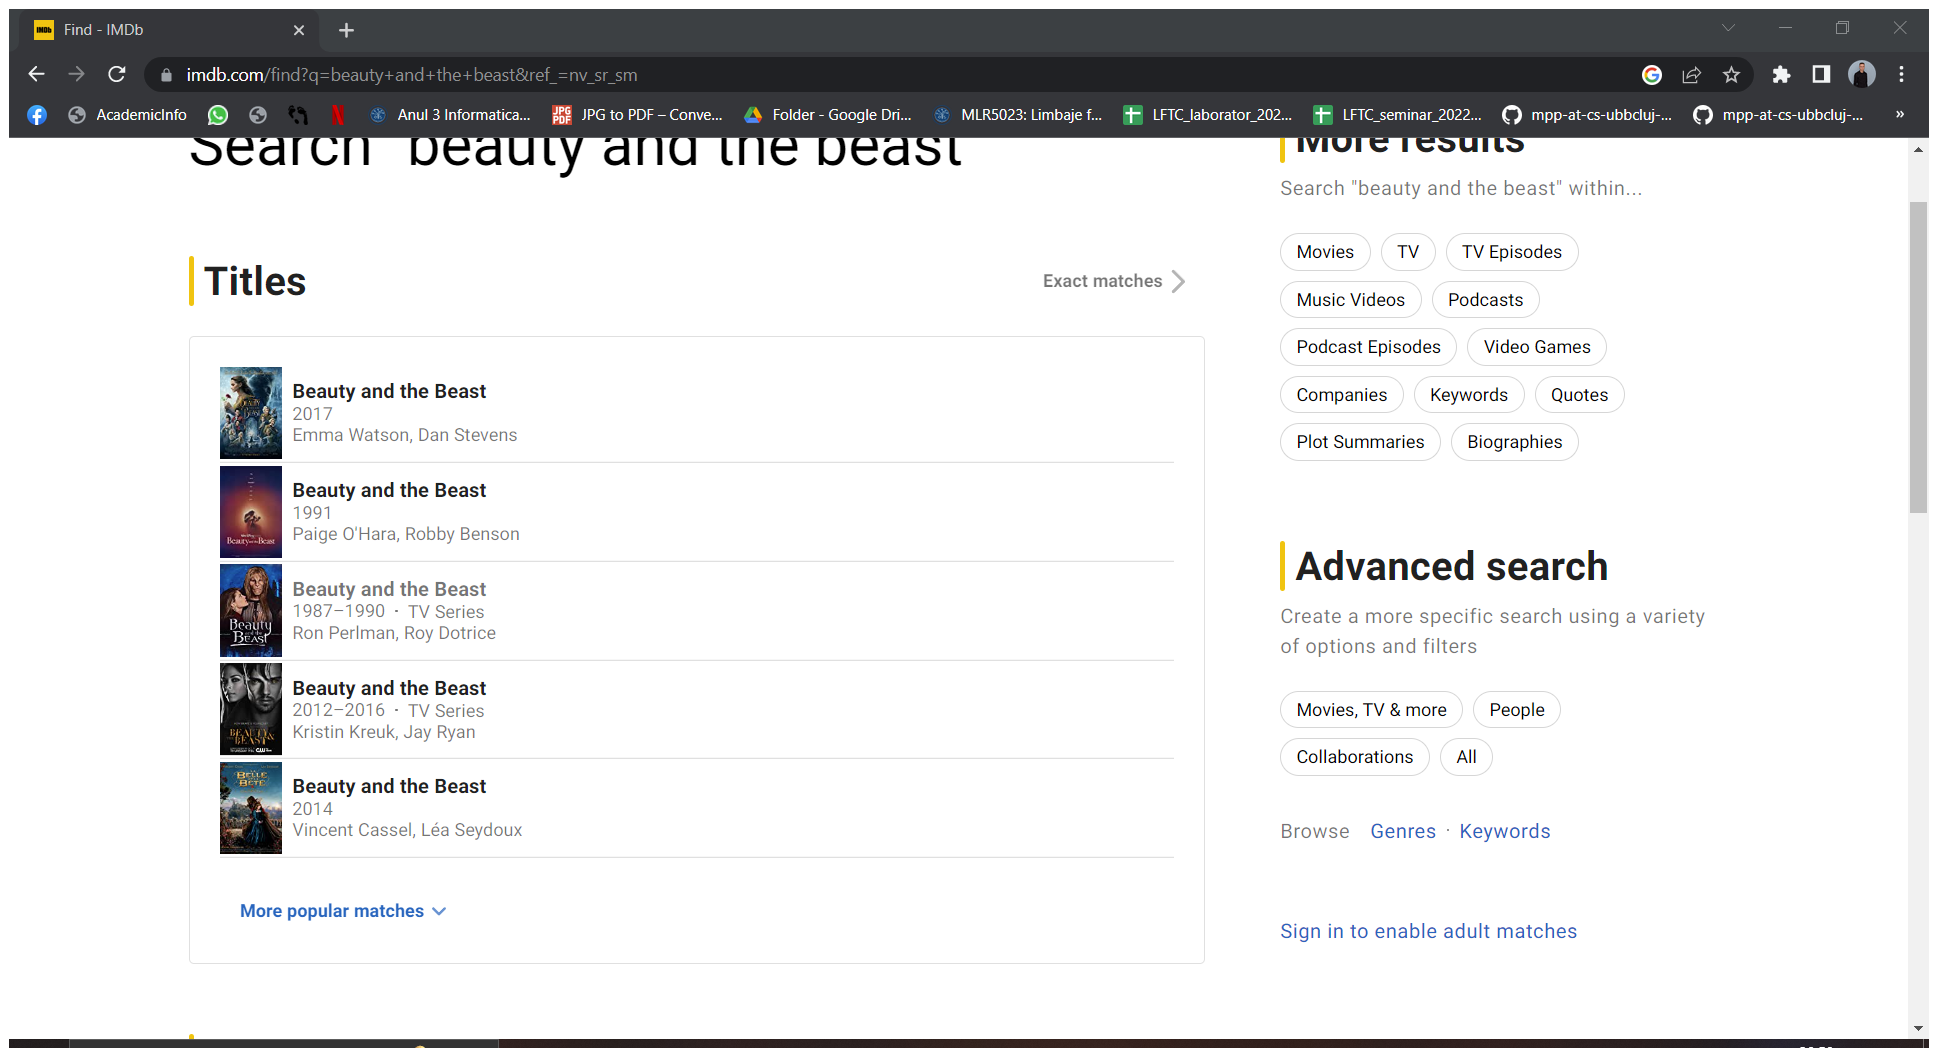 Find - IMDb
imdb.com/find?q=beauty+and+the+beast&ref_=nv_sr_sm
AcademicInfo
Anul 3 Informatica...
JPG to PDF – Conve...
Folder - Google Dri...
MLR5023: Limbaje f...
LFTC_laborator_202...
LFTC_seminar_2022...
mpp-at-cs-ubbcluj-...
mpp-at-cs-ubbcluj-...
»
Search "beauty and the beast"
Titles
Exact matches
Beauty and the Beast
2017
Emma Watson, Dan Stevens
Beauty and the Beast
1991
Paige O'Hara, Robby Benson
Beauty and the Beast
1987–1990 · TV Series
Ron Perlman, Roy Dotrice
Beauty and the Beast
2012–2016 · TV Series
Kristin Kreuk, Jay Ryan
Beauty and the Beast
2014
Vincent Cassel, Léa Seydoux
More popular matches
More results
Search "beauty and the beast" within...
Movies TV TV Episodes
Music Videos Podcasts
Podcast Episodes Video Games
Companies Keywords Quotes
Plot Summaries Biographies
Advanced search
Create a more specific search using a variety
of options and filters
Movies, TV & more People
Collaborations All
Browse Genres · Keywords
Sign in to enable adult matches